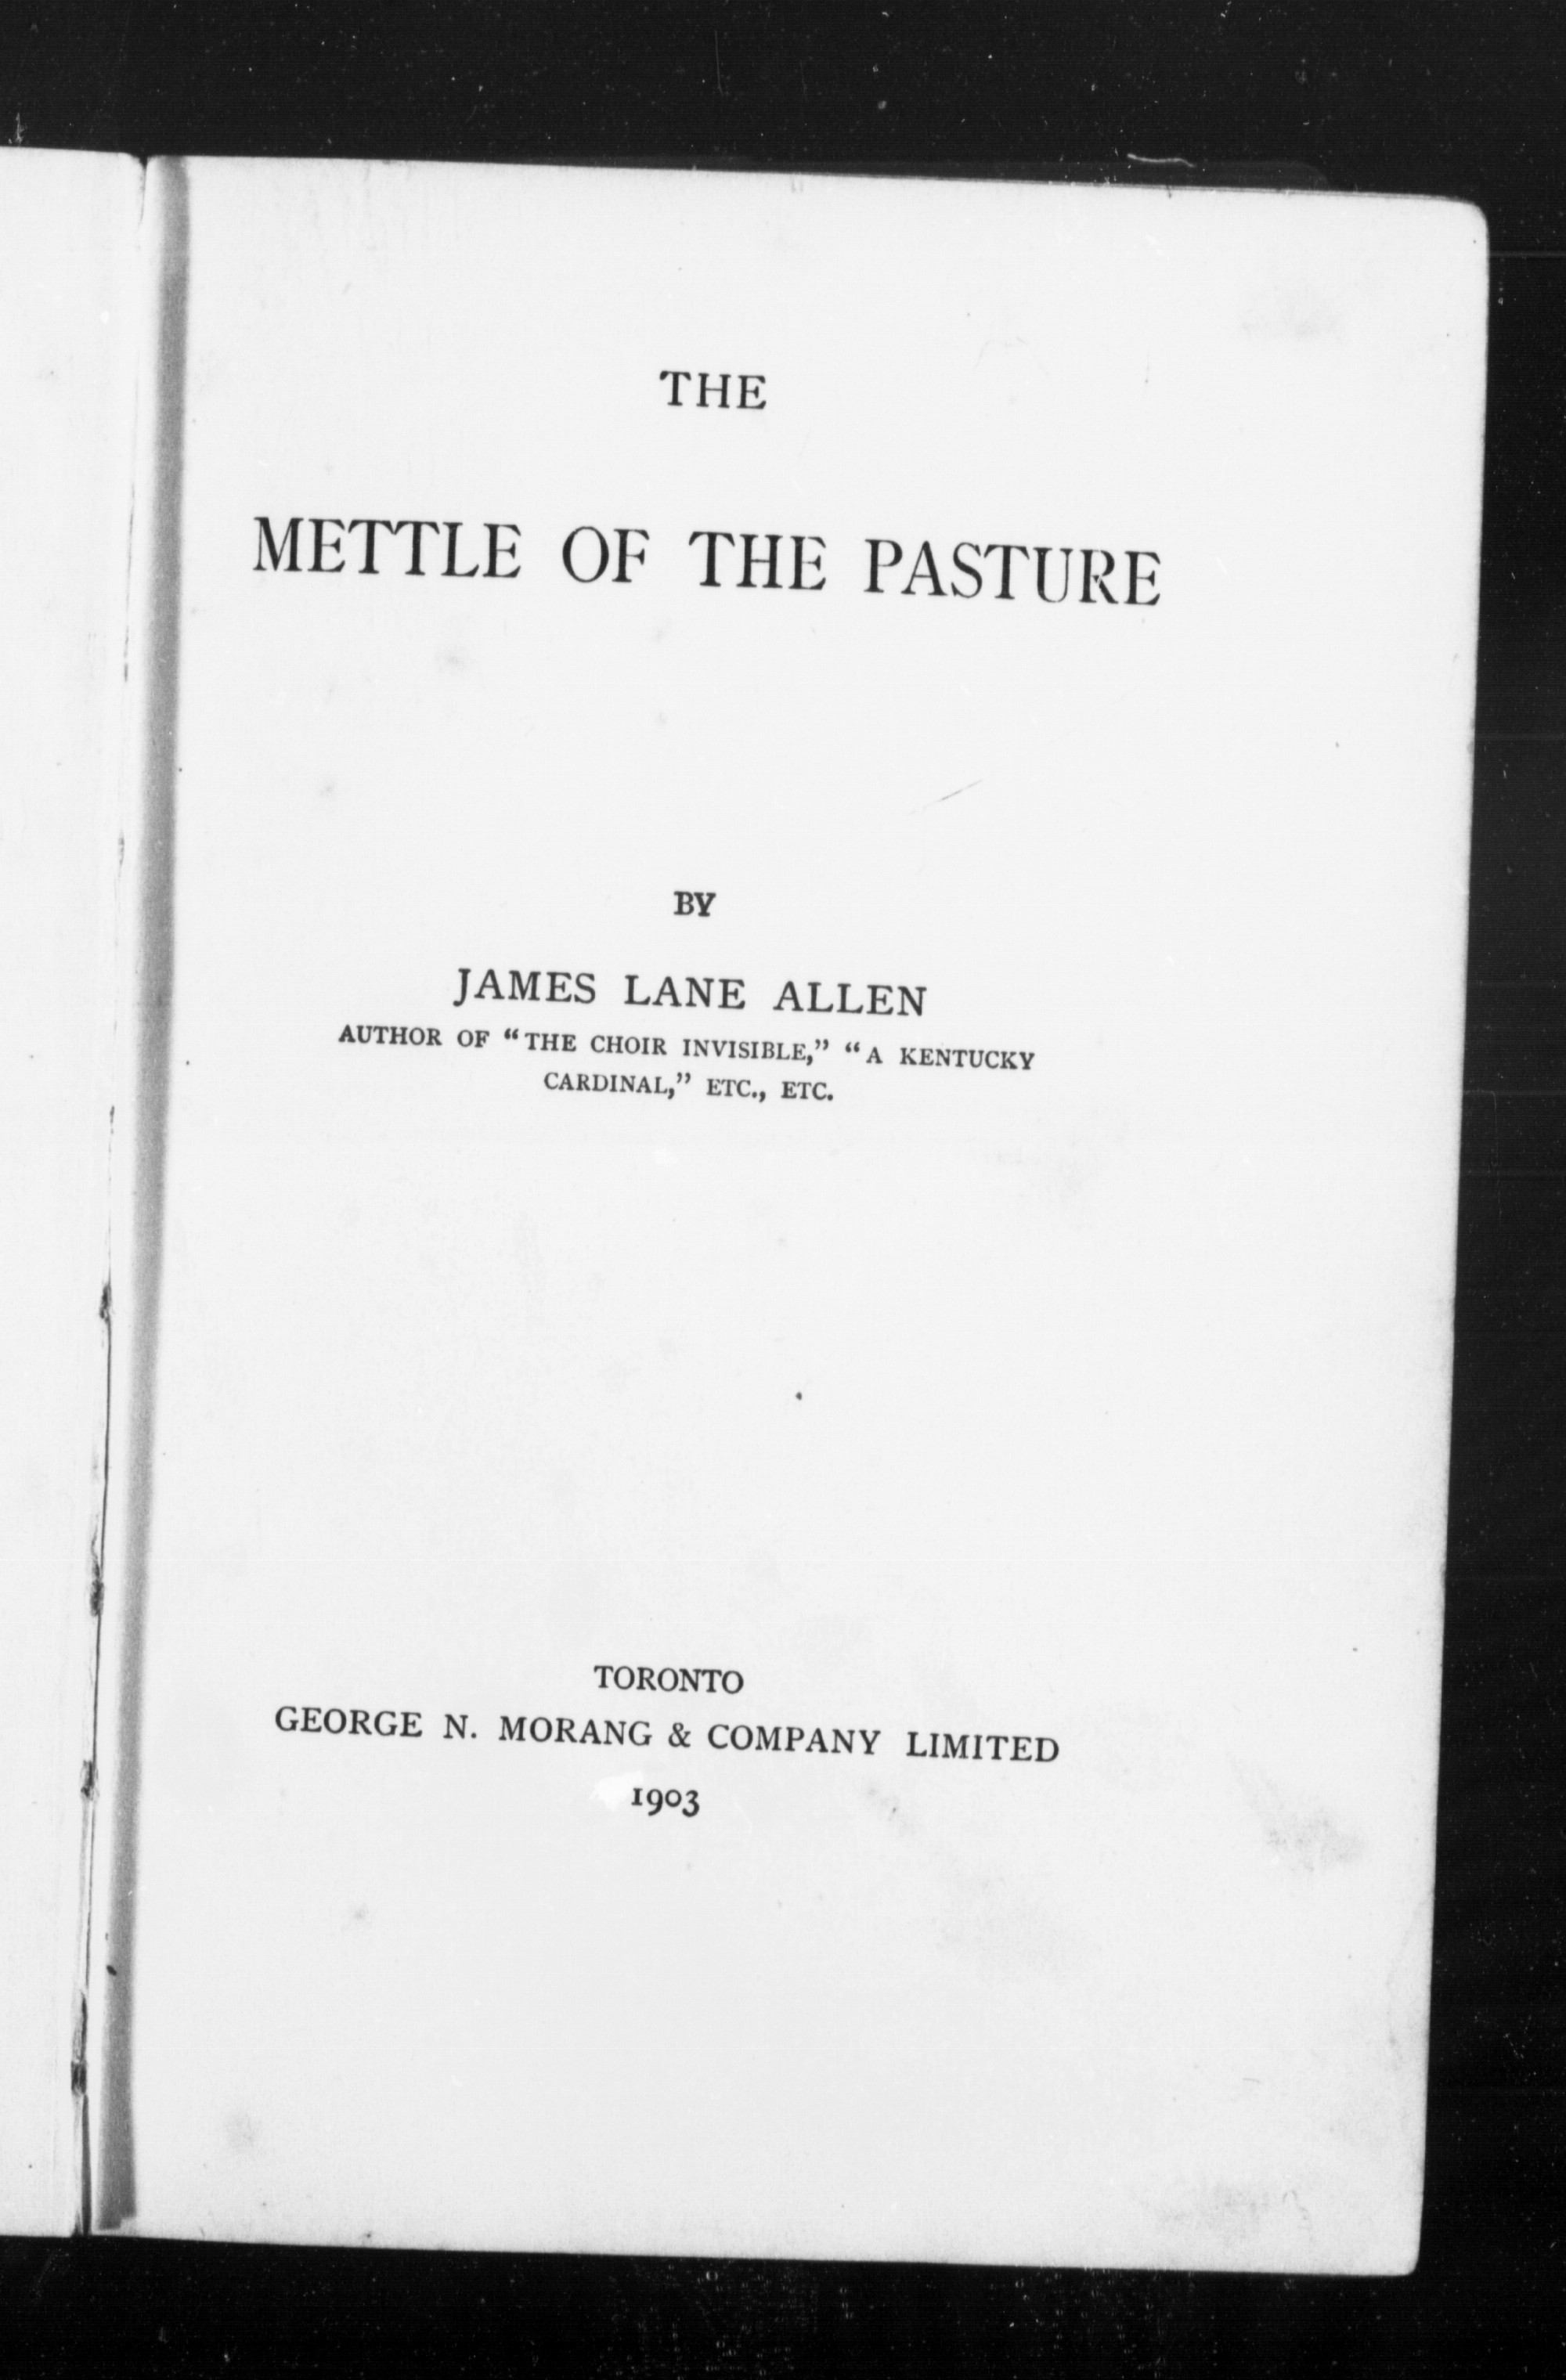 THE
METTLE OF THE PASTURE
BY
JAMES LANE ALLEN
AUTHOR OF “THE CHOIR INVISIBLE,” “A KENTUCKY
CARDINAL,” ETC., ETC.
TORONTO
GEORGE N. MORANG & COMPANY LIMITED
1903